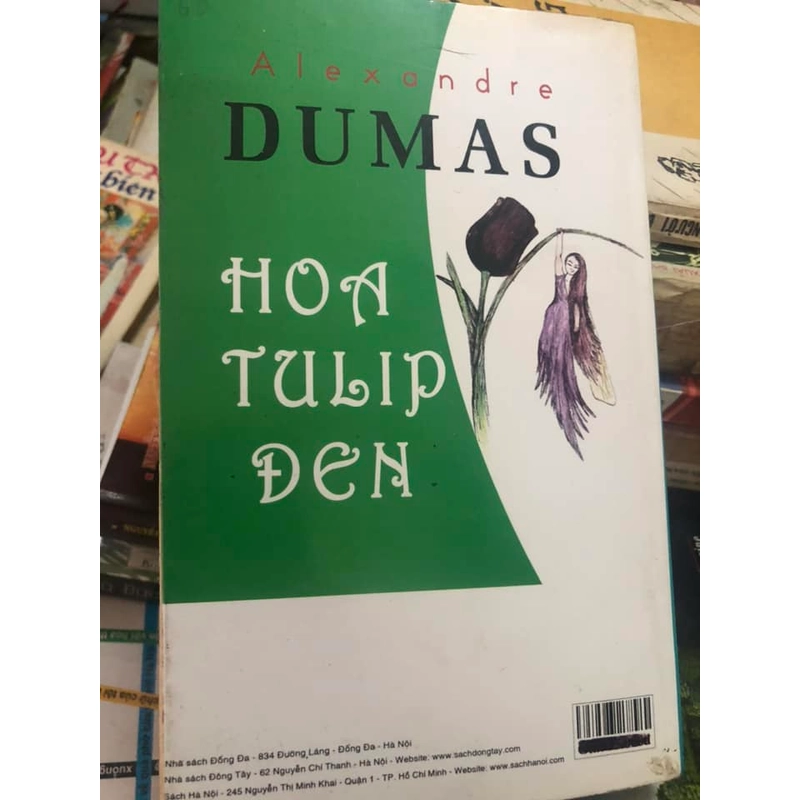 Alexandre
DUMAS
HOA
TULIP
ĐEN
Nhà sách Đống Đa - 834 Đường Láng - Đống Đa - Hà Nội
Nhà sách Đông Tây - 62 Nguyễn Chí Thanh - Hà Nội - Website: www.sachdongtay.com
Sách Hà Nội - 245 Nguyễn Thị Minh Khai - Quận 1 - TP. Hồ Chí Minh - Website: www.sachhanoi.com
biên
NGƯỜI